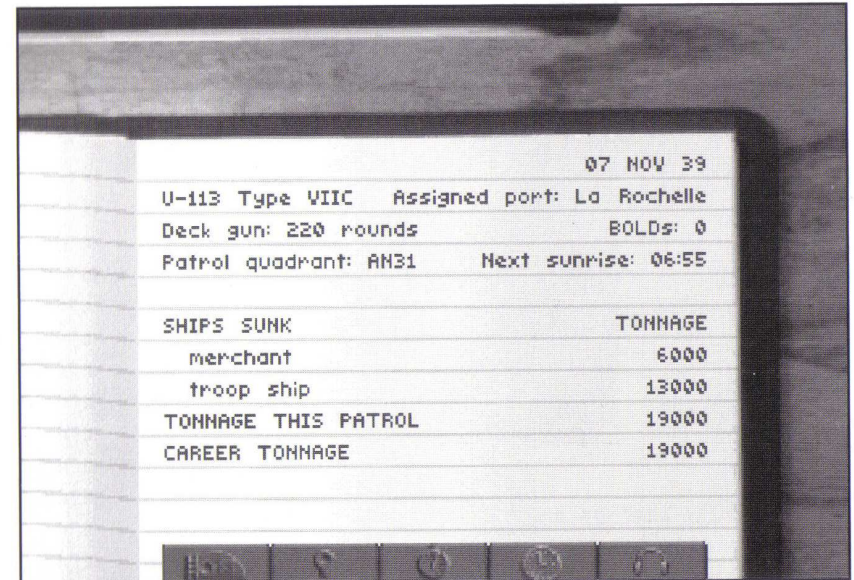 07 NOV 39
U-113 Type VIIC Assigned port: La Rochelle
Deck gun: 220 rounds BOLDs: 0
Patrol quadrant: AN31 Next sunrise: 06:55
SHIPS SUNK TONNAGE
merchant 6000
troop ship 13000
TONNAGE THIS PATROL 19000
CAREER TONNAGE 19000